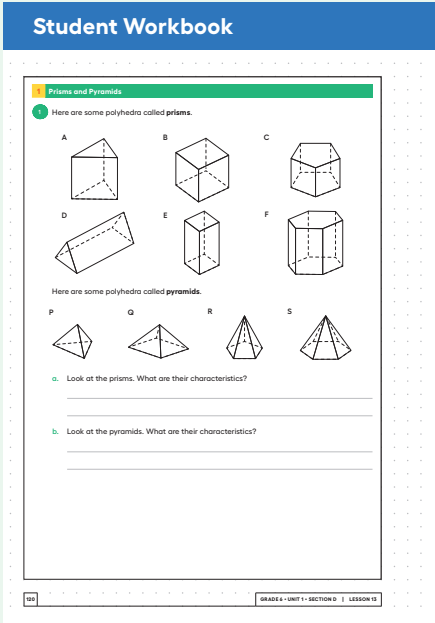 Student Workbook
1 Prisms and Pyramids
1 Here are some polyhedra called prisms.
A B C
D E F
Here are some polyhedra called pyramids.
P Q R S
a. Look at the prisms. What are their characteristics?
b. Look at the pyramids. What are their characteristics?
120 GRADE 6 • UNIT 1 • SECTION D | LESSON 13